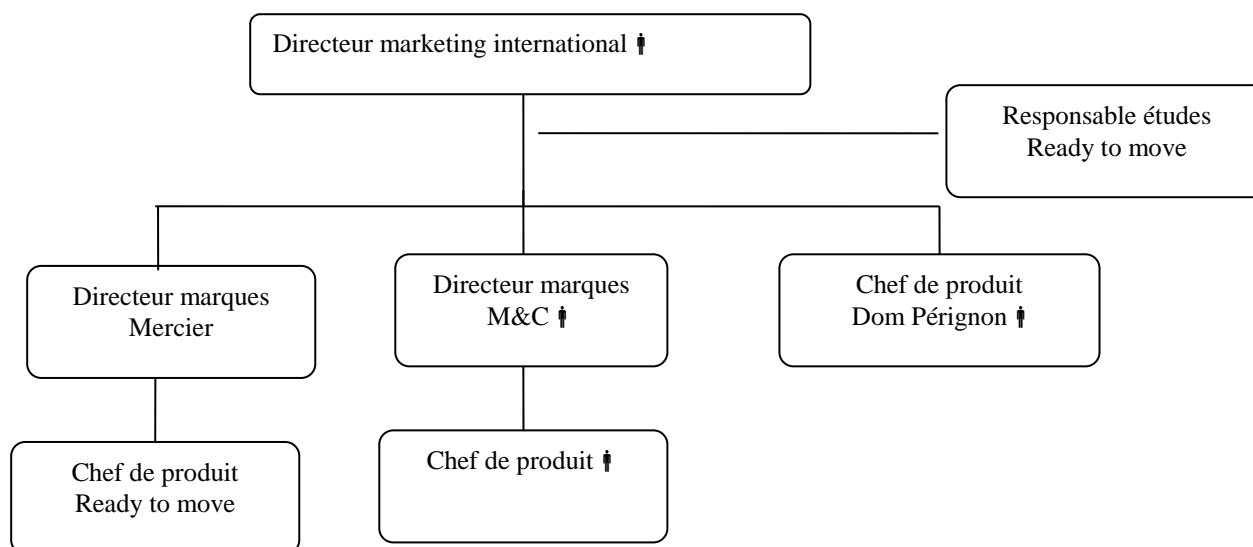 Directeur marketing international
Responsable études
Ready to move
Directeur marques
Mercier
Directeur marques
M&C
Chef de produit
Dom Pérignon
Chef de produit
Ready to move
Chef de produit